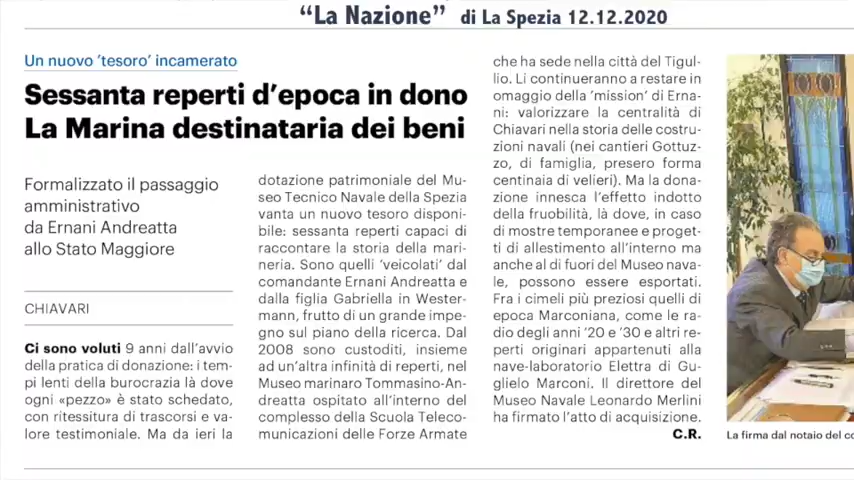 “La Nazione” di La Spezia 12.12.2020
Un nuovo ’tesoro’ incamerato
Sessanta reperti d’epoca in dono
La Marina destinataria dei beni
Formalizzato il passaggio
amministrativo
da Ernani Andreatta
allo Stato Maggiore
CHIAVARI
Ci sono voluti 9 anni dall’avvio
della pratica di donazione: i tem-
pi lenti della burocrazia là dove
ogni «pezzo» è stato schedato,
con ritessitura di trascorsi e va-
lore testimoniale. Ma da ieri la
dotazione patrimoniale del Mu-
seo Tecnico Navale della Spezia
vanta un nuovo tesoro disponi-
bile: sessanta reperti capaci di
raccontare la storia della mari-
neria. Sono quelli ’veicolati’ dal
comandante Ernani Andreatta e
dalla figlia Gabriella in Wester-
mann, frutto di un grande impe-
gno sul piano della ricerca. Dal
2008 sono custoditi, insieme
ad un’altra infinità di reperti, nel
Museo marinaro Tommasino-An-
dreatta ospitato all’interno del
complesso della Scuola Teleco-
municazioni delle Forze Armate
che ha sede nella città del Tigul-
lio. Lì continueranno a restare in
omaggio della ’mission’ di Erna-
ni: valorizzare la centralità di
Chiavari nella storia delle costru-
zioni navali (nei cantieri Gottuz-
zo, di famiglia, presero forma
centinaia di velieri). Ma la dona-
zione innesca l’effetto indotto
della fruobilità, là dove, in caso
di mostre temporanee e proget-
ti di allestimento all’interno ma
anche al di fuori del Museo nava-
le, possono essere esportati.
Fra i cimeli più preziosi quelli di
epoca Marconiana, come le ra-
dio degli anni ’20 e ’30 e altri re-
perti originari appartenuti alla
nave-laboratorio Elettra di Gu-
glielo Marconi. Il direttore del
Museo Navale Leonardo Merlini
ha firmato l’atto di acquisizione.
C.R.
La firma dal notaio del co